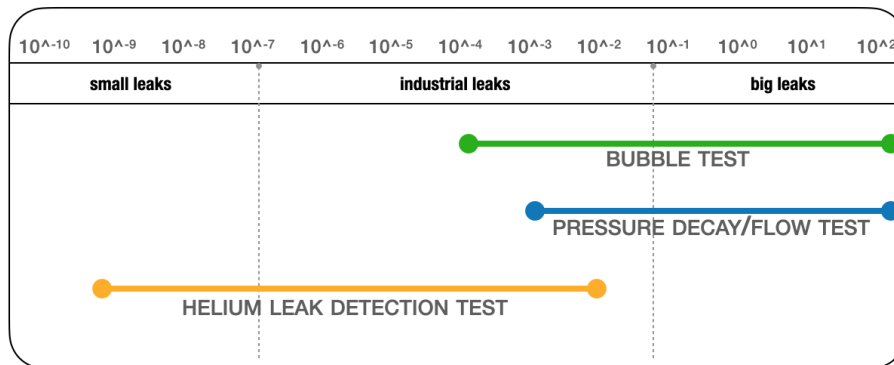 10^-10 10^-9 10^-8 10^-7 10^-6 10^-5 10^-4 10^-3 10^-2 10^-1 10^0 10^1 10^2
small leaks industrial leaks big leaks
BUBBLE TEST
PRESSURE DECAY/FLOW TEST
HELIUM LEAK DETECTION TEST